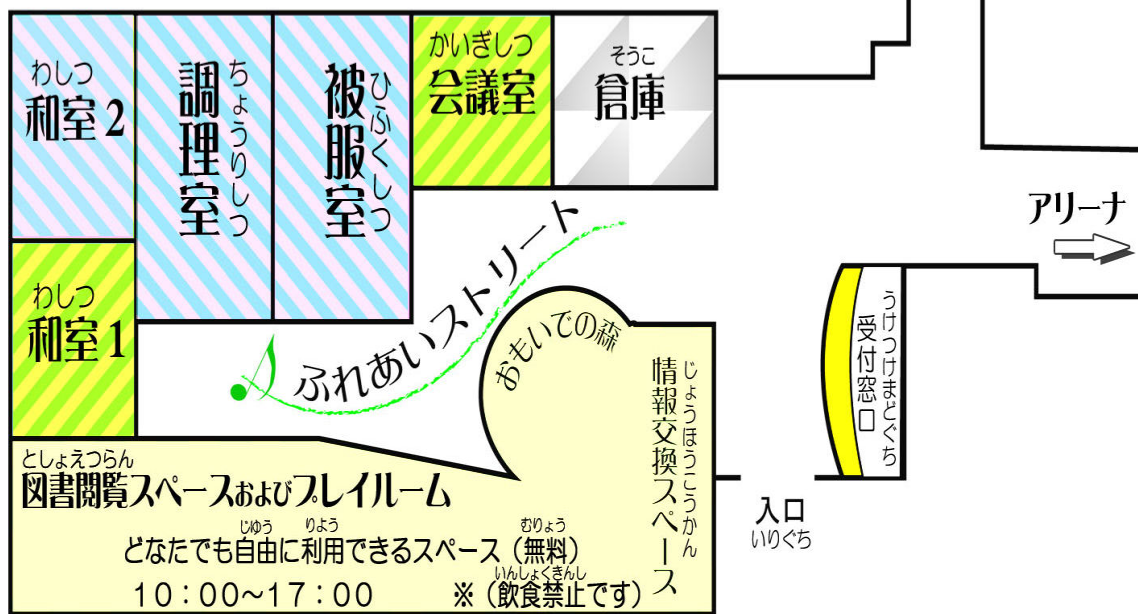 わしつ
和室2
ちょうりしつ
調理室
ひふくしつ
被服室
かいぎしつ
会議室
そうこ
倉庫
アリーナ
わしつ
和室1
ふれあいストリート
おもいでの森
じょうほうこうかん
情報交換スペース
うけつけまどぐち
受付窓口
入口
いりぐち
としょえつらん
図書閲覧スペースおよびプレイルーム
じゆう りよう むりょう
どなたでも自由に利用できるスペース（無料）
いんしょくきんし
10:00~17:00 ※（飲食禁止です）